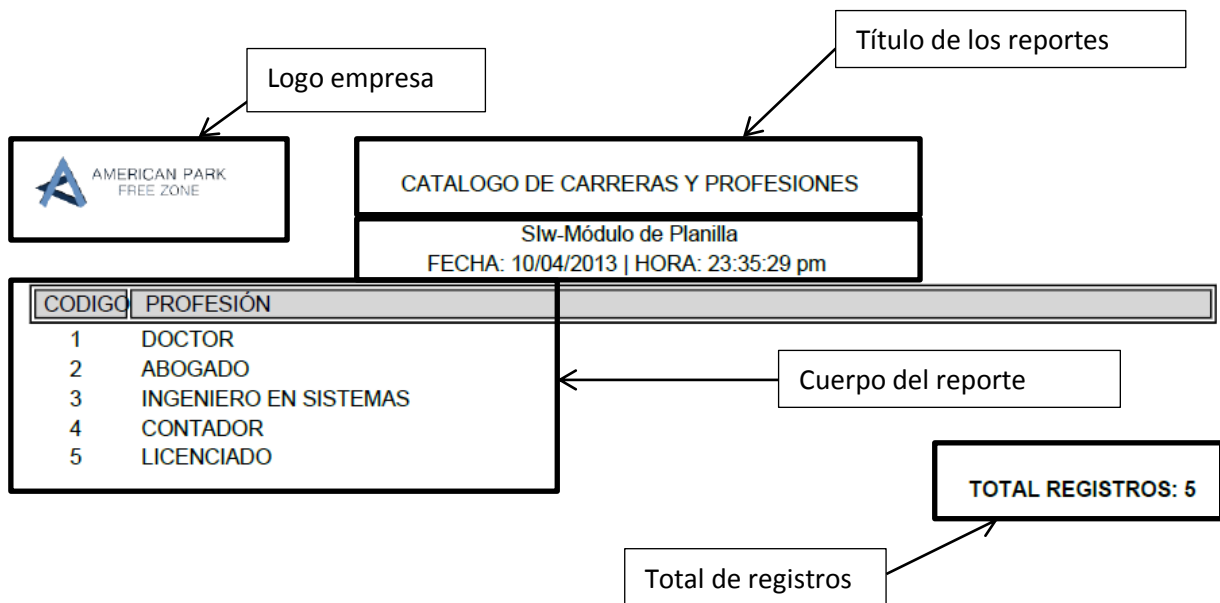 Título de los reportes
Logo empresa
AMERICAN PARK
FREE ZONE
CATALOGO DE CARRERAS Y PROFESIONES
SIw-Módulo de Planilla
FECHA: 10/04/2013 | HORA: 23:35:29 pm
CODIGO PROFESIÓN
1 DOCTOR
2 ABOGADO
3 INGENIERO EN SISTEMAS
4 CONTADOR
5 LICENCIADO
Cuerpo del reporte
TOTAL REGISTROS: 5
Total de registros